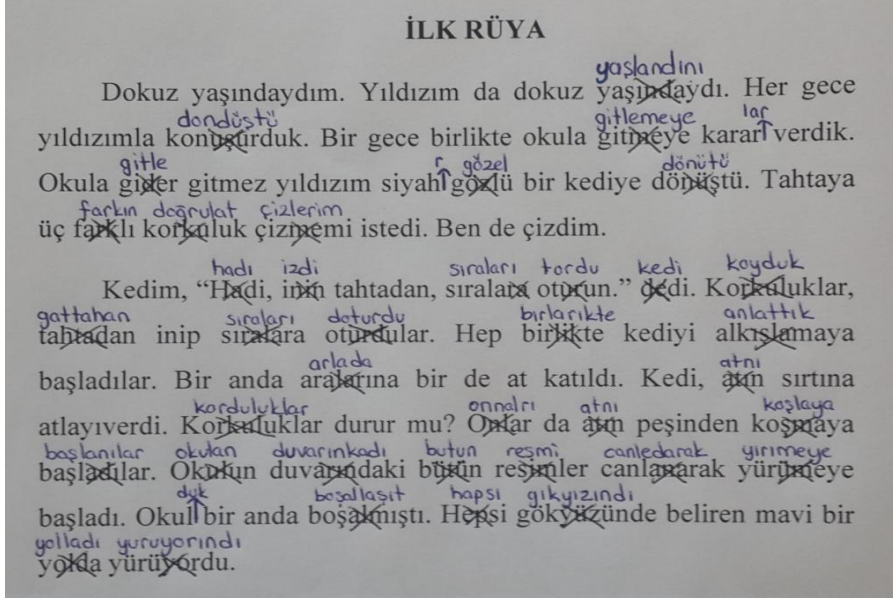 İLK RÜYA
yaşlandını
Dokuz yaşındaydım. Yıldızım da dokuz yaşındaydı. Her gece
dondüştü gitlemeye lar
yıldızımla konuşurduk. Bir gece birlikte okula gitmeye karar verdik.
gitle r gözel dönütü
Okula gider gitmez yıldızım siyah gözlü bir kediye dönüştü. Tahtaya
farkın doğrulat çizlerim
üç farklı korkuluk çizmemi istedi. Ben de çizdim.
hadı izdi sıraları tordu kedi koyduk
Kedim, “Hadi, inin tahtadan, sıralara oturun.” dedi. Korkuluklar,
gattahan sıraları doturdu birlarikte anlattık
tahtadan inip sıralara oturdular. Hep birlikte kediyi alkışlamaya
arlada atnı
başladılar. Bir anda aralarına bir de at katıldı. Kedi, atın sırtına
korduluklar onnalrı atnı koşlaya
atlayıverdi. Korkuluklar durur mu? Onlar da atın peşinden koşmaya
başlanılar okulan duvarınkadı butun resmi canledarak yırımeye
başladılar. Okulun duvarındaki bütün resimler canlanarak yürümeye
duk boşallaşıt hapsi gikyızındı
başladı. Okul bir anda boşalmıştı. Hepsi gökyüzünde beliren mavi bir
yolladı yuruyorındı
yolda yürüyordu.